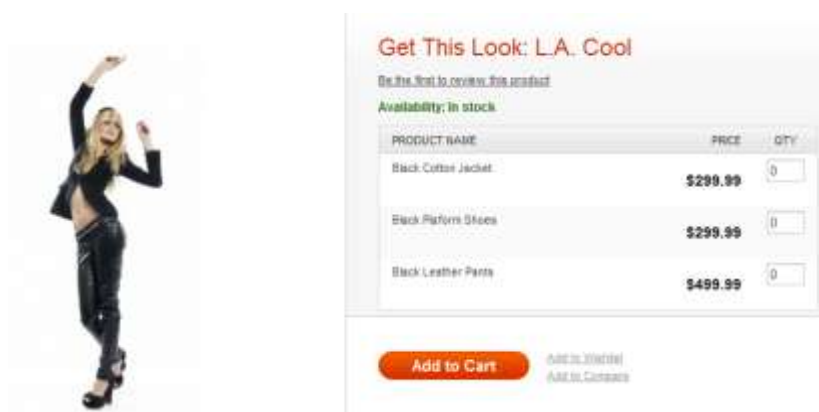 Get This Look: L.A. Cool
Be the first to review this product
Availability: In stock
PRODUCT NAME PRICE QTY
Black Cotton Jacket $299.99 0
Black Platform Shoes $299.99 0
Black Leather Pants $499.99 0
Add to Cart
Add to Wishlist
Add to Compare